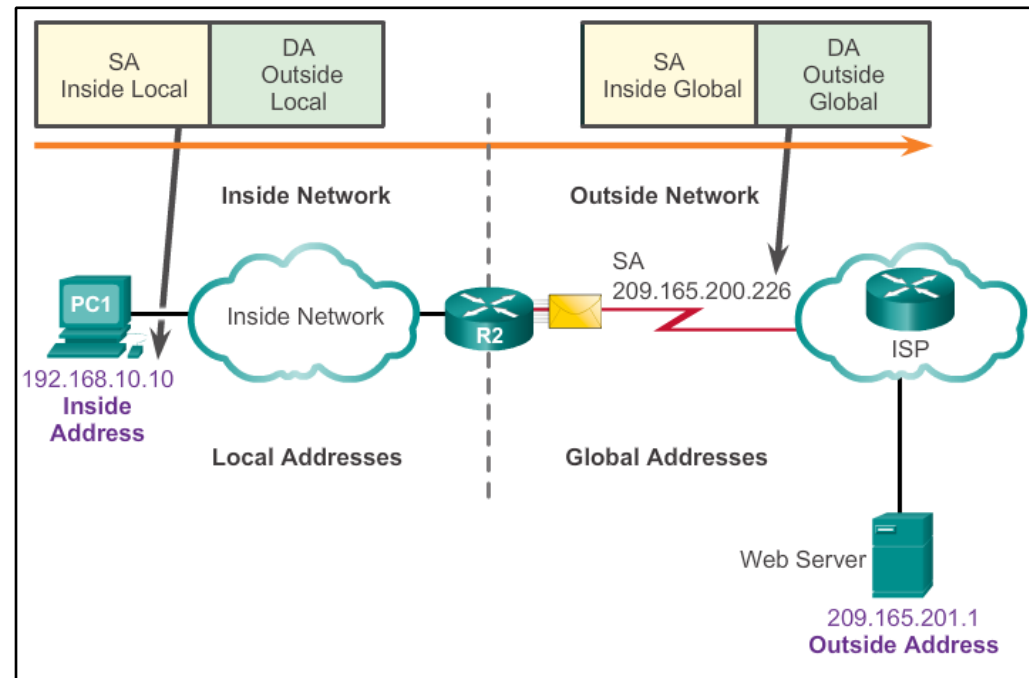 SA
Inside Local
DA
Outside
Local
SA
Inside Global
DA
Outside
Global
Inside Network
Outside Network
SA
209.165.200.226
PC1
Inside Network
R2
ISP
192.168.10.10
Inside
Address
Local Addresses
Global Addresses
Web Server
209.165.201.1
Outside Address